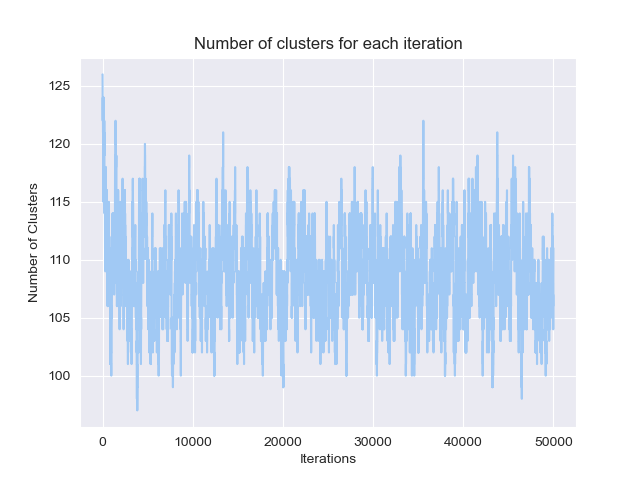 Number of clusters for each iteration
125
120
115
110
105
100
Number of Clusters
0 10000 20000 30000 40000 50000
Iterations